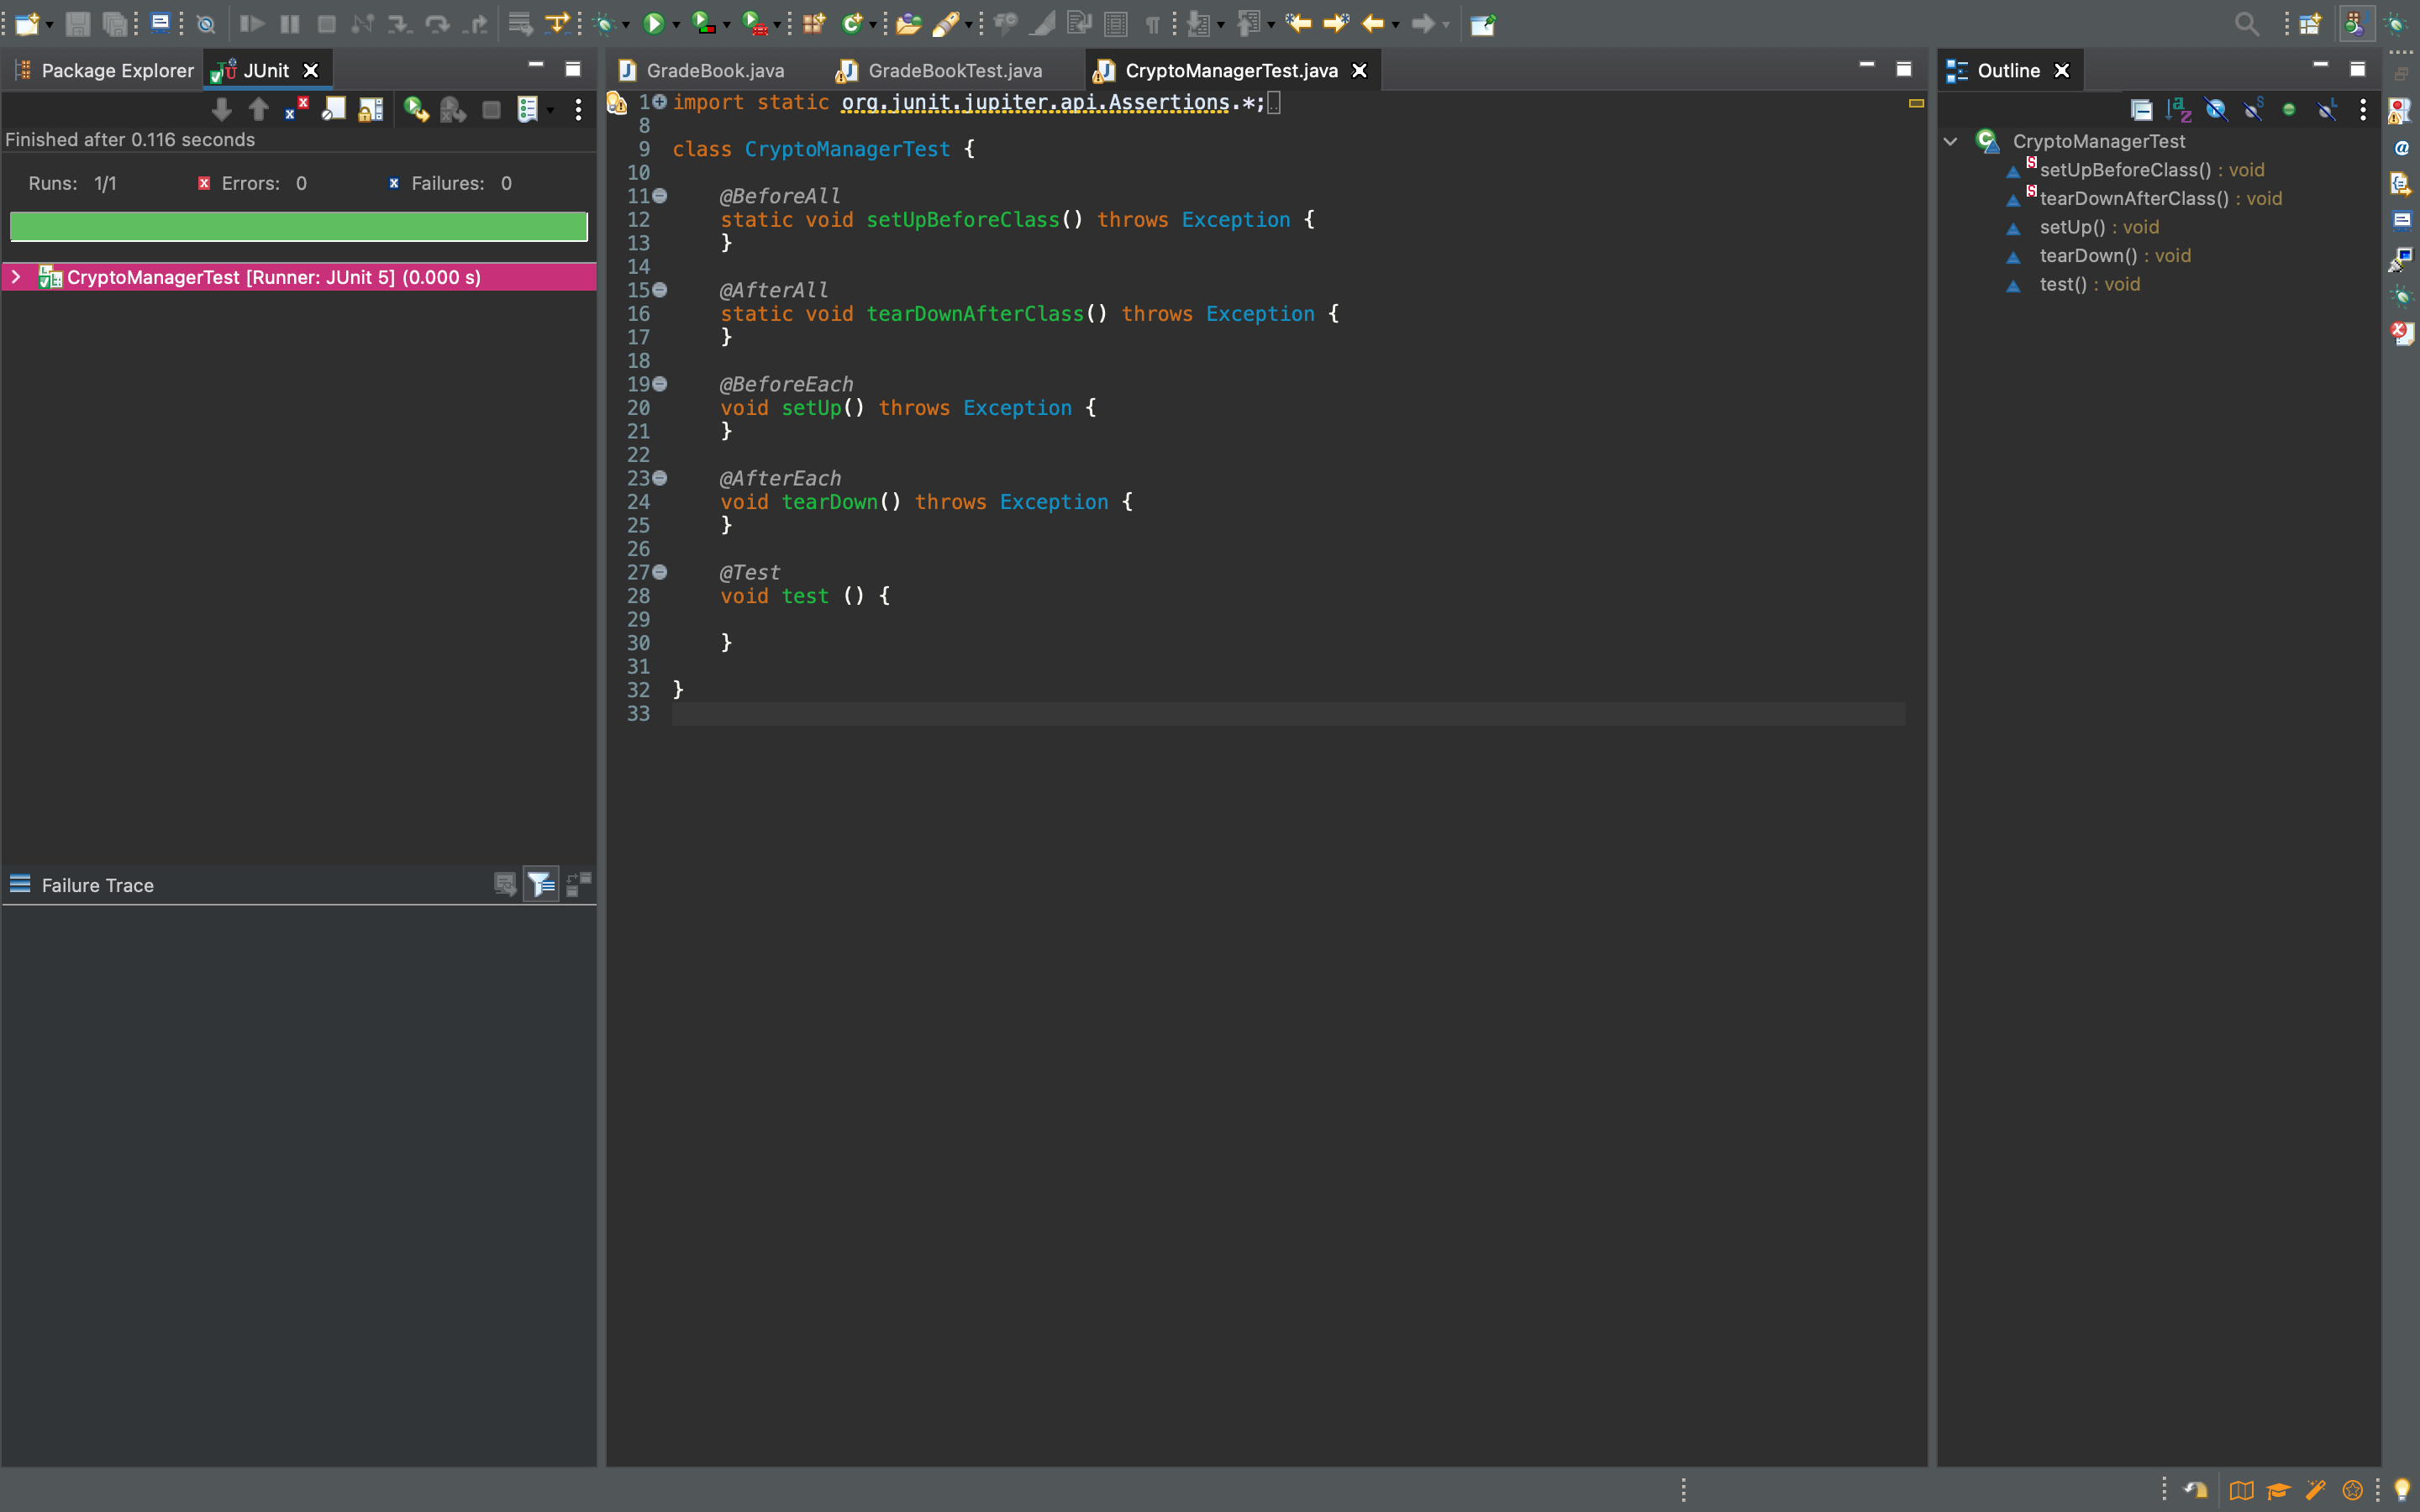 Package Explorer
JUnit
Finished after 0.116 seconds
Runs: 1/1
Errors: 0
Failures: 0
CryptoManagerTest [Runner: JUnit 5] (0.000 s)
Failure Trace
GradeBook.java
GradeBookTest.java
CryptoManagerTest.java
1 import static org.junit.jupiter.api.Assertions.*;
8
9 class CryptoManagerTest {
10
11 @BeforeAll
12 static void setUpBeforeClass() throws Exception {
13 }
14
15 @AfterAll
16 static void tearDownAfterClass() throws Exception {
17 }
18
19 @BeforeEach
20 void setUp() throws Exception {
21 }
22
23 @AfterEach
24 void tearDown() throws Exception {
25 }
26
27 @Test
28 void test () {
29
30 }
31
32 }
33
Outline
CryptoManagerTest
setUpBeforeClass() : void
tearDownAfterClass() : void
setUp() : void
tearDown() : void
test() : void